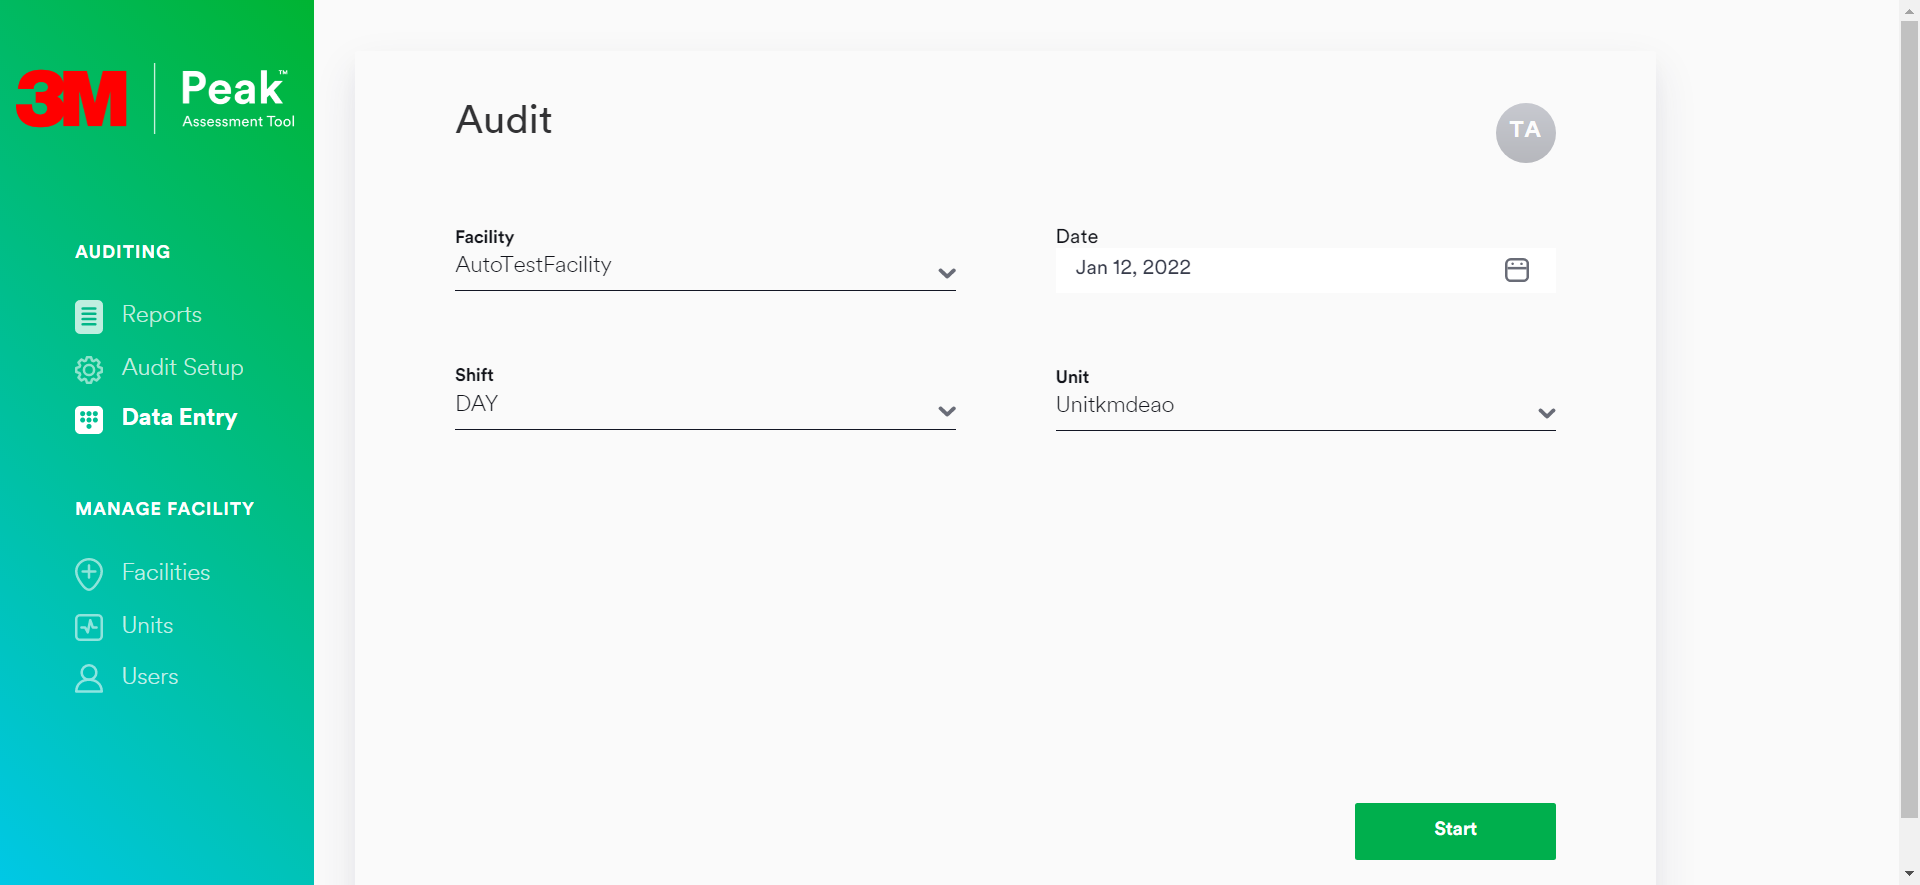 3M
Peak™
Assessment Tool
AUDITING
Reports
Audit Setup
Data Entry
MANAGE FACILITY
Facilities
Units
Users
Audit
TA
Facility
AutoTestFacility
Date
Jan 12, 2022
Shift
DAY
Unit
Unitkmdeao
Start